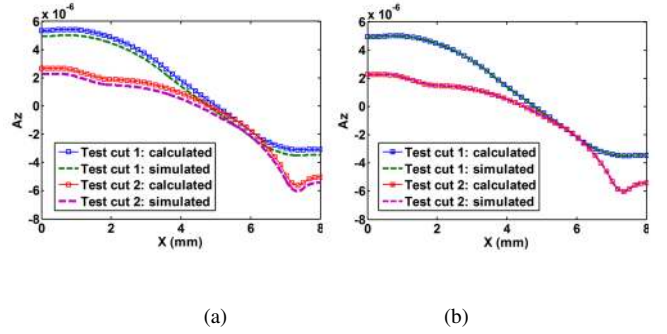 x 10⁻⁶
6
4
2
0
-2
-4
-6
-8
Az
Test cut 1: calculated
Test cut 1: simulated
Test cut 2: calculated
Test cut 2: simulated
0 2 4 6 8
X (mm)
(a)
x 10⁻⁶
6
4
2
0
-2
-4
-6
-8
Az
Test cut 1: calculated
Test cut 1: simulated
Test cut 2: calculated
Test cut 2: simulated
0 2 4 6 8
X (mm)
(b)